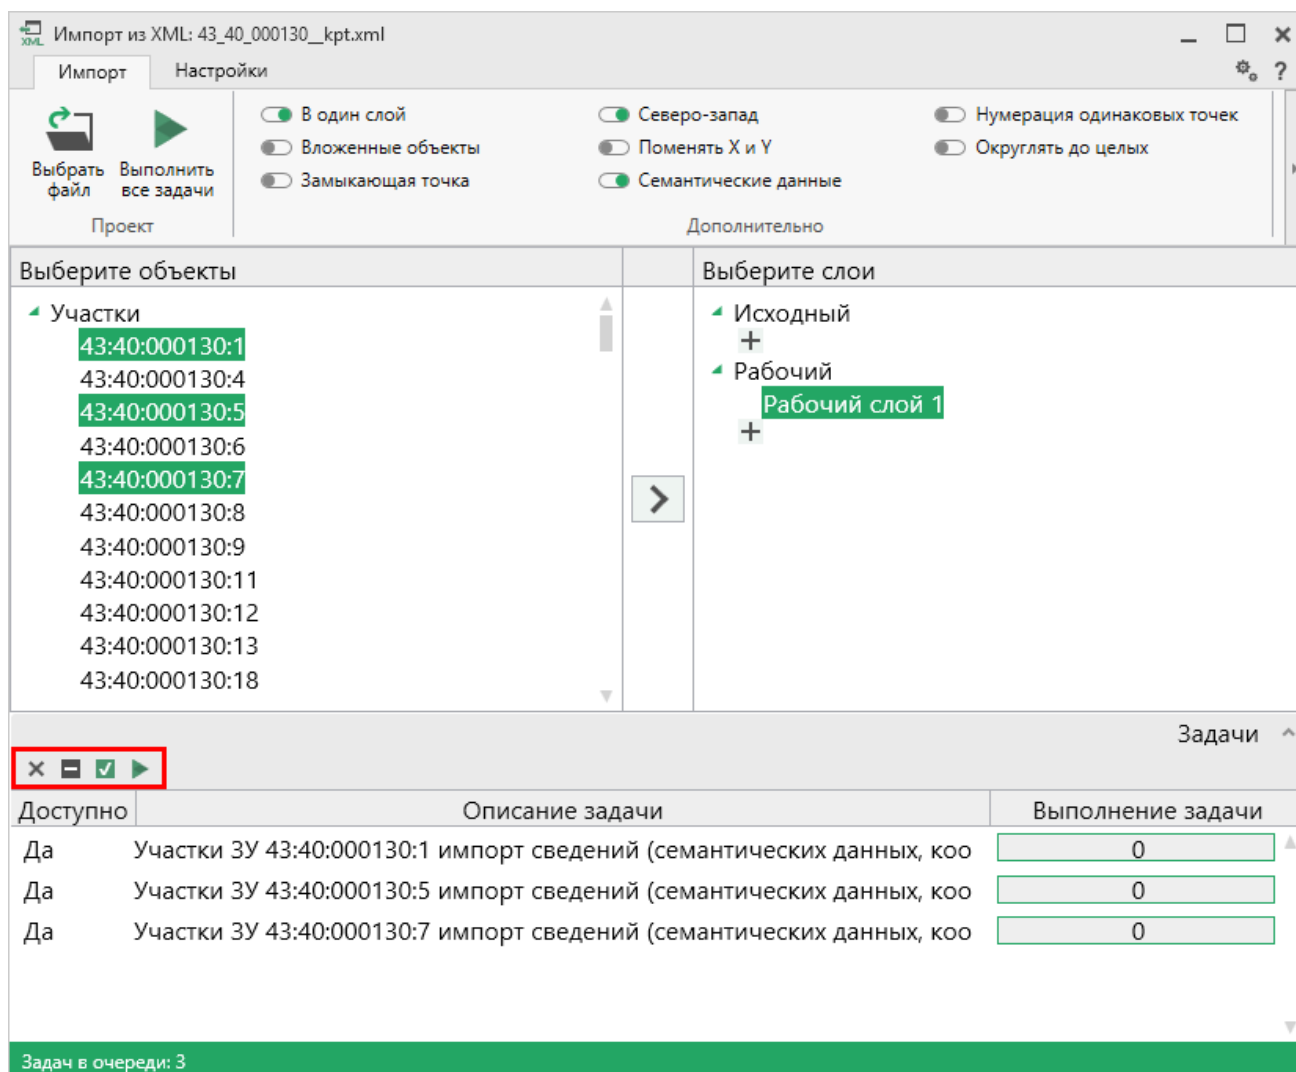 Импорт из XML: 43_40_000130__kpt.xml
Импорт Настройки ?
Выбрать файл
Выполнить все задачи
Проект
В один слой
Вложенные объекты
Замыкающая точка
Северо-запад
Поменять X и Y
Семантические данные
Нумерация одинаковых точек
Округлять до целых
Дополнительно
Выберите объекты
Участки
43:40:000130:1
43:40:000130:4
43:40:000130:5
43:40:000130:6
43:40:000130:7
43:40:000130:8
43:40:000130:9
43:40:000130:11
43:40:000130:12
43:40:000130:13
43:40:000130:18
Выберите слои
Исходный
Рабочий
Рабочий слой 1
Задачи
Доступно Описание задачи Выполнение задачи
Да Участки ЗУ 43:40:000130:1 импорт сведений (семантических данных, коо 0
Да Участки ЗУ 43:40:000130:5 импорт сведений (семантических данных, коо 0
Да Участки ЗУ 43:40:000130:7 импорт сведений (семантических данных, коо 0
Задач в очереди: 3